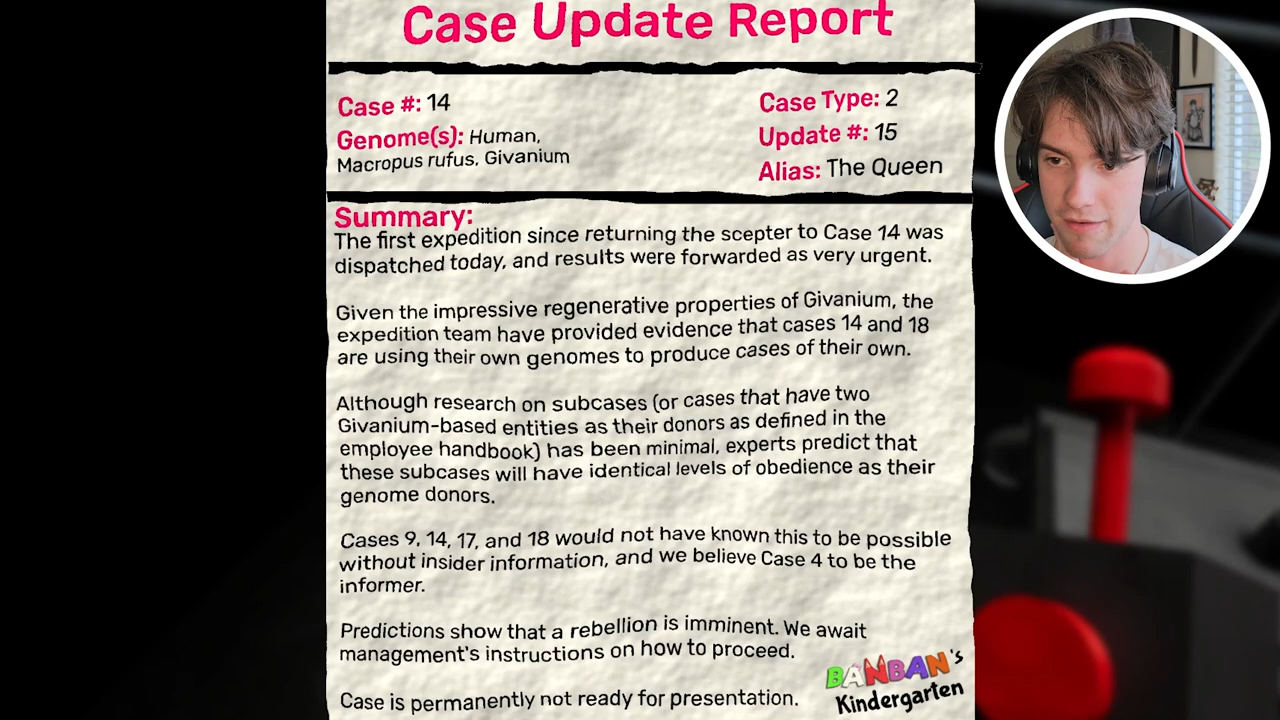 Case Update Report
Case #: 14
Case Type: 2
Genome(s): Human,
Macropus rufus, Givanium
Update #: 15
Alias: The Queen
Summary:
The first expedition since returning the scepter to Case 14 was
dispatched today, and results were forwarded as very urgent.
Given the impressive regenerative properties of Givanium, the
expedition team have provided evidence that cases 14 and 18
are using their own genomes to produce cases of their own.
Although research on subcases (or cases that have two
Givanium-based entities as their donors as defined in the
employee handbook) has been minimal, experts predict that
these subcases will have identical levels of obedience as their
genome donors.
Cases 9, 14, 17, and 18 would not have known this to be possible
without insider information, and we believe Case 4 to be the
informer.
Predictions show that a rebellion is imminent. We await
management's instructions on how to proceed.
Case is permanently not ready for presentation.
BANBAN's
Kindergarten